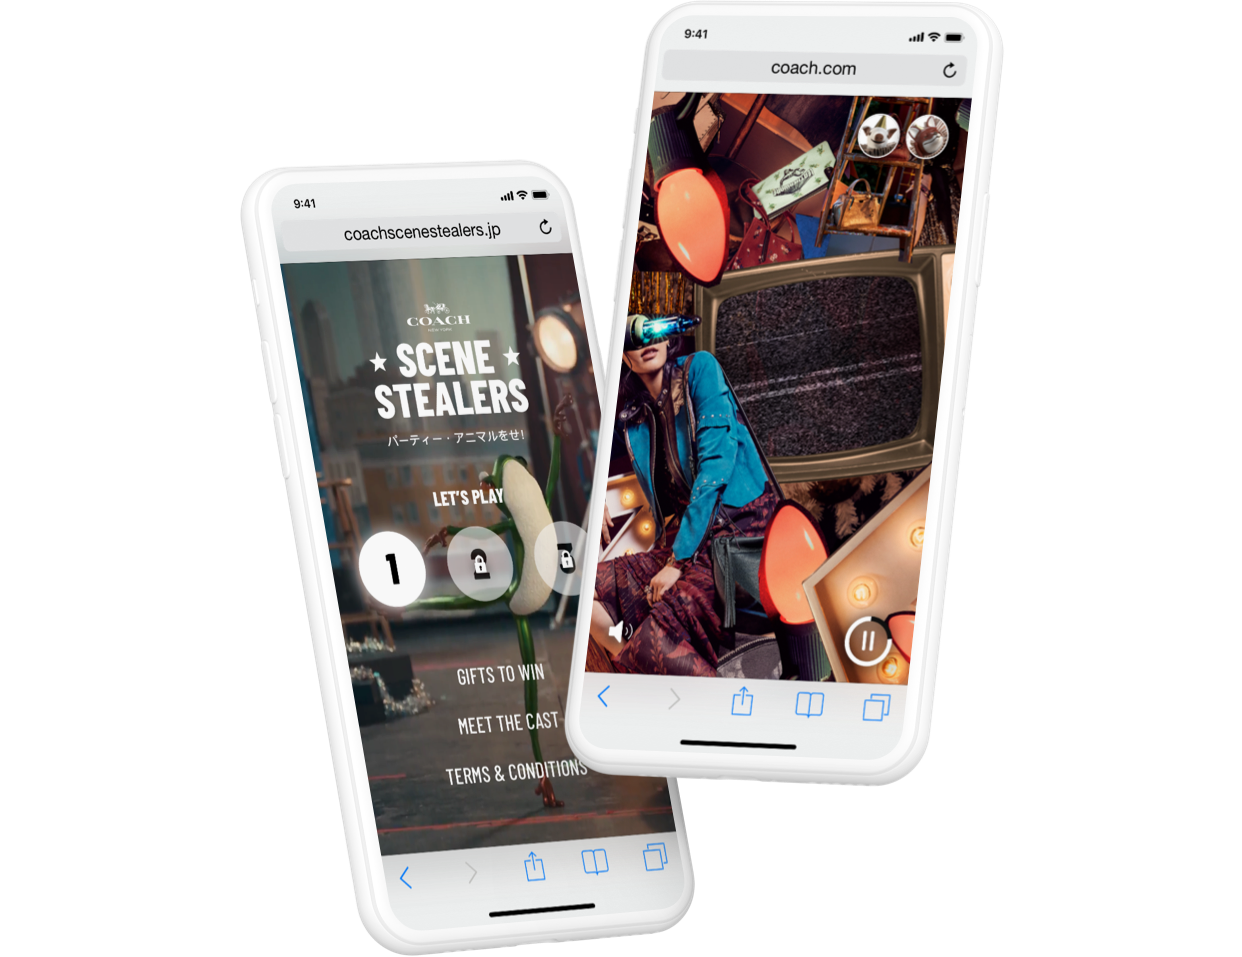 9:41
coachscenestealers.jp
COACH
NEW YORK
SCENE
STEALERS
パーティー・アニマルをせ!
LET'S PLAY
1
2
GIFTS TO WIN
MEET THE CAST
TERMS & CONDITIONS
9:41
coach.com